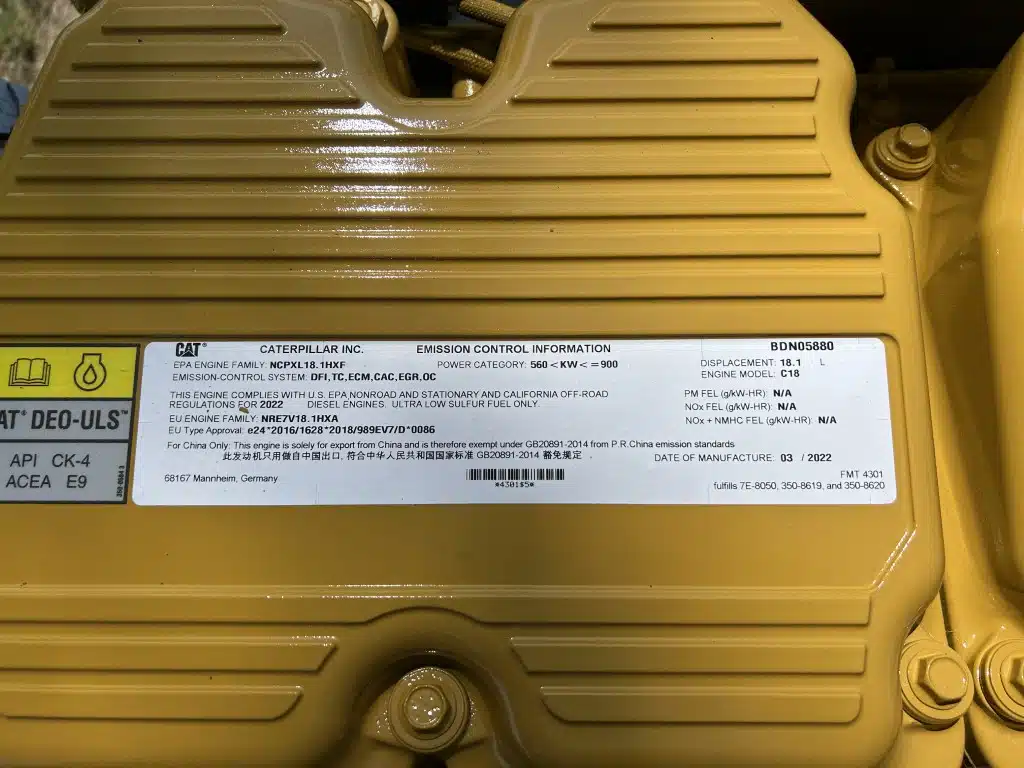 CAT®
CATERPILLAR INC.
EMISSION CONTROL INFORMATION
BDN05880
EPA ENGINE FAMILY: NCPXL18.1HXF
POWER CATEGORY: 560<KW<=900
DISPLACEMENT: 18.1 L
EMISSION-CONTROL SYSTEM: DFI,TC,ECM,CAC,EGR,OC
ENGINE MODEL: C18
THIS ENGINE COMPLIES WITH U.S. EPA NONROAD AND STATIONARY AND CALIFORNIA OFF-ROAD
REGULATIONS FOR 2022 DIESEL ENGINES. ULTRA LOW SULFUR FUEL ONLY.
PM FEL (g/kW-HR): N/A
NOx FEL (g/kW-HR): N/A
NOx + NMHC FEL (g/kW-HR): N/A
EU ENGINE FAMILY: NRE7V18.1HXA
EU Type Approval: e24*2016/1628*2018/989EV7/D*0086
For China Only: This engine is solely for export from China and is therefore exempt under GB20891-2014 from P.R.China emission standards
此发动机只用做自中国出口, 符合中华人民共和国国家标准 GB20891-2014 豁免规定
DATE OF MANUFACTURE: 03 / 2022
68167 Mannheim, Germany
*4301$5*
FMT 4301
fulfills 7E-8050, 350-8619, and 350-8620
AT® DEO-ULS™
API CK-4
ACEA E9